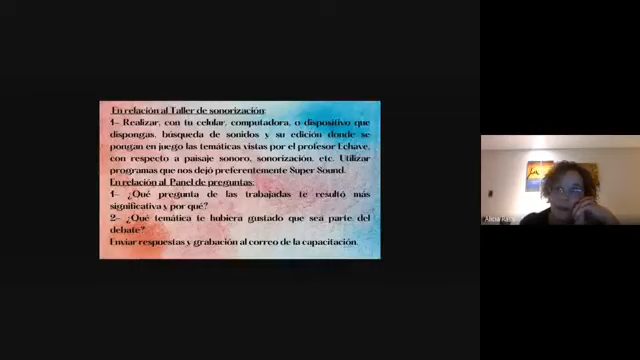 En relación al Taller de sonorización:
1- Realizar, con tu celular, computadora, o dispositivo que
dispongas, búsqueda de sonidos y su edición donde se
pongan en juego las temáticas vistas por el profesor Echave,
con respecto a paisaje sonoro, sonorización, etc. Utilizar
programas que nos dejó preferentemente Super Sound.
En relación al Panel de preguntas:
1- ¿Qué pregunta de las trabajadas te resultó más
significativa y por qué?
2- ¿Qué temática te hubiera gustado que sea parte del
debate?
Enviar respuestas y grabación al correo de la capacitación.
Alicia